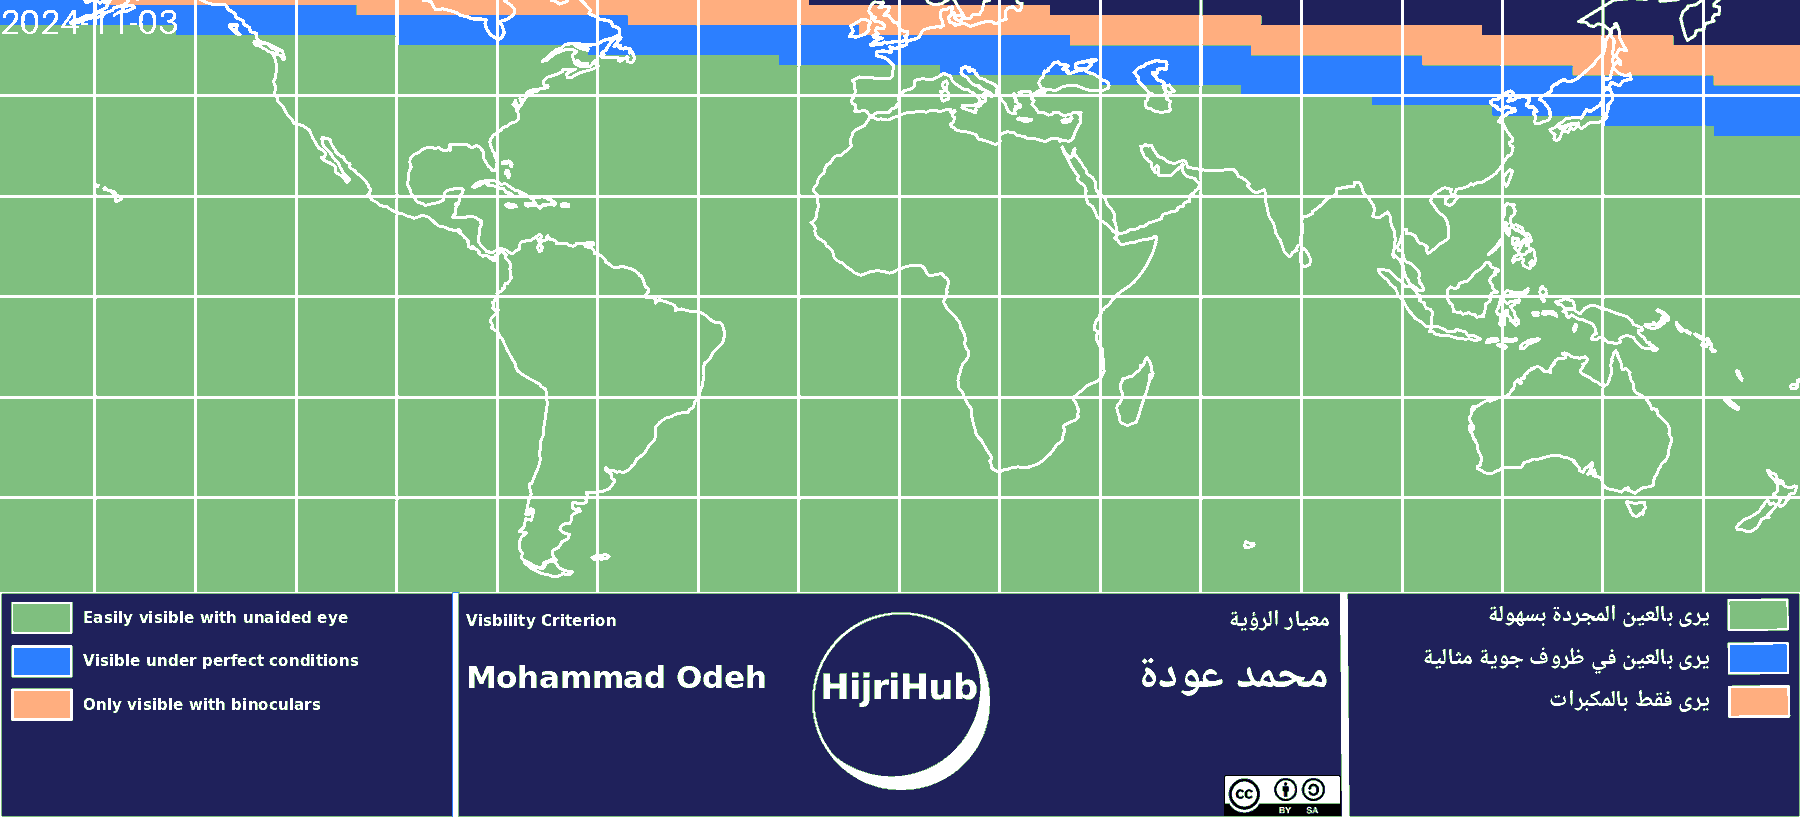 2024-11-03
Easily visible with unaided eye
Visible under perfect conditions
Only visible with binoculars
Visbility Criterion
Mohammad Odeh
HijriHub
معيار الرؤية
محمد عودة
cc
BY SA
يرى بالعين المجردة بسهولة
يرى بالعين في ظروف جوية مثالية
يرى فقط بالمكبرات